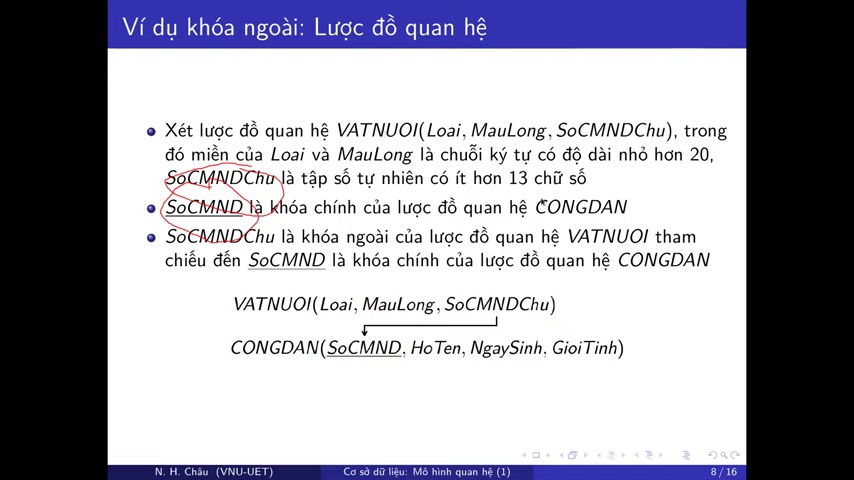 Ví dụ khóa ngoài: Lược đồ quan hệ
Xét lược đồ quan hệ VATNUOI(Loai, MauLong, SoCMNDChu), trong
đó miền của Loai và MauLong là chuỗi ký tự có độ dài nhỏ hơn 20,
SoCMNDChu là tập số tự nhiên có ít hơn 13 chữ số
SoCMND là khóa chính của lược đồ quan hệ CONGDAN
SoCMNDChu là khóa ngoài của lược đồ quan hệ VATNUOI tham
chiếu đến SoCMND là khóa chính của lược đồ quan hệ CONGDAN
VATNUOI(Loai, MauLong, SoCMNDChu)
CONGDAN(SoCMND, HoTen, NgaySinh, GioiTinh)
N. H. Châu (VNU-UET) Cơ sở dữ liệu: Mô hình quan hệ (1) 8 / 16